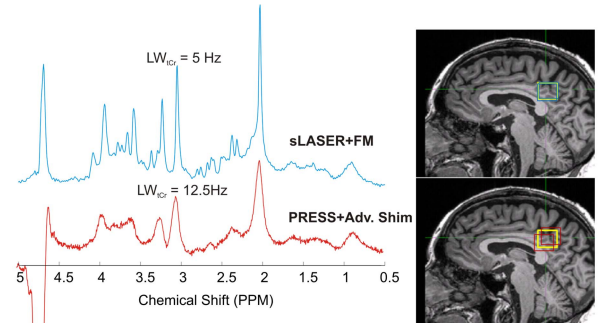 LWtCr = 5 Hz
sLASER+FM
LWtCr = 12.5Hz
PRESS+Adv. Shim
5 4.5 4 3.5 3 2.5 2 1.5 1 0.5
Chemical Shift (PPM)